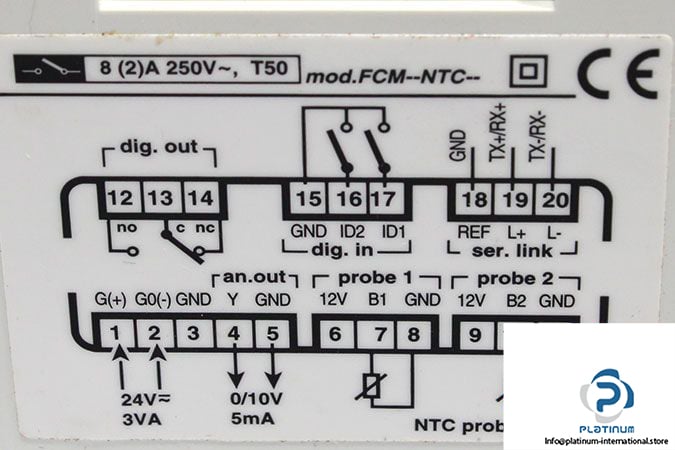 8 (2)A 250V~, T50 mod.FCM--NTC--
CE
dig. out
GND TX+/RX+ TX-/RX-
12 13 14 15 16 17 18 19 20
no c nc GND ID2 ID1 REF L+ L-
dig. in ser. link
an.out probe 1 probe 2
G(+) G0(-) GND Y GND 12V B1 GND 12V B2 GND
1 2 3 4 5 6 7 8 9
24V 0/10V
3VA 5mA NTC prob
PLATINUM
Info@platinum-international.store